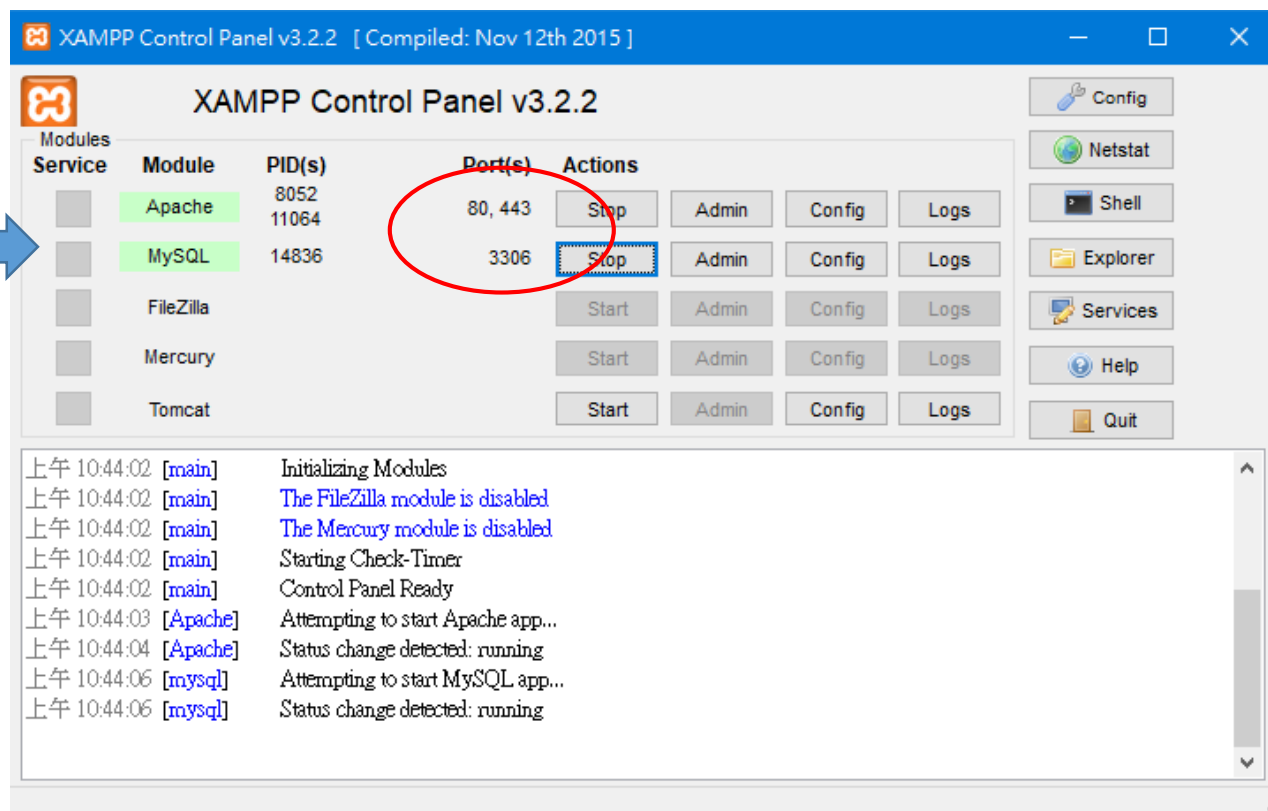 XAMPP Control Panel v3.2.2 [ Compiled: Nov 12th 2015 ]
XAMPP Control Panel v3.2.2
Config
Modules
Netstat
Service Module PID(s) Port(s) Actions
Apache 8052 11064 80, 443 Stop Admin Config Logs
Shell
MySQL 14836 3306 Stop Admin Config Logs
Explorer
FileZilla Start Admin Config Logs
Services
Mercury Start Admin Config Logs
Help
Tomcat Start Admin Config Logs
Quit
上午 10:44:02 [main] Initializing Modules
上午 10:44:02 [main] The FileZilla module is disabled
上午 10:44:02 [main] The Mercury module is disabled
上午 10:44:02 [main] Starting Check-Timer
上午 10:44:02 [main] Control Panel Ready
上午 10:44:03 [Apache] Attempting to start Apache app...
上午 10:44:04 [Apache] Status change detected: running
上午 10:44:06 [mysql] Attempting to start MySQL app...
上午 10:44:06 [mysql] Status change detected: running